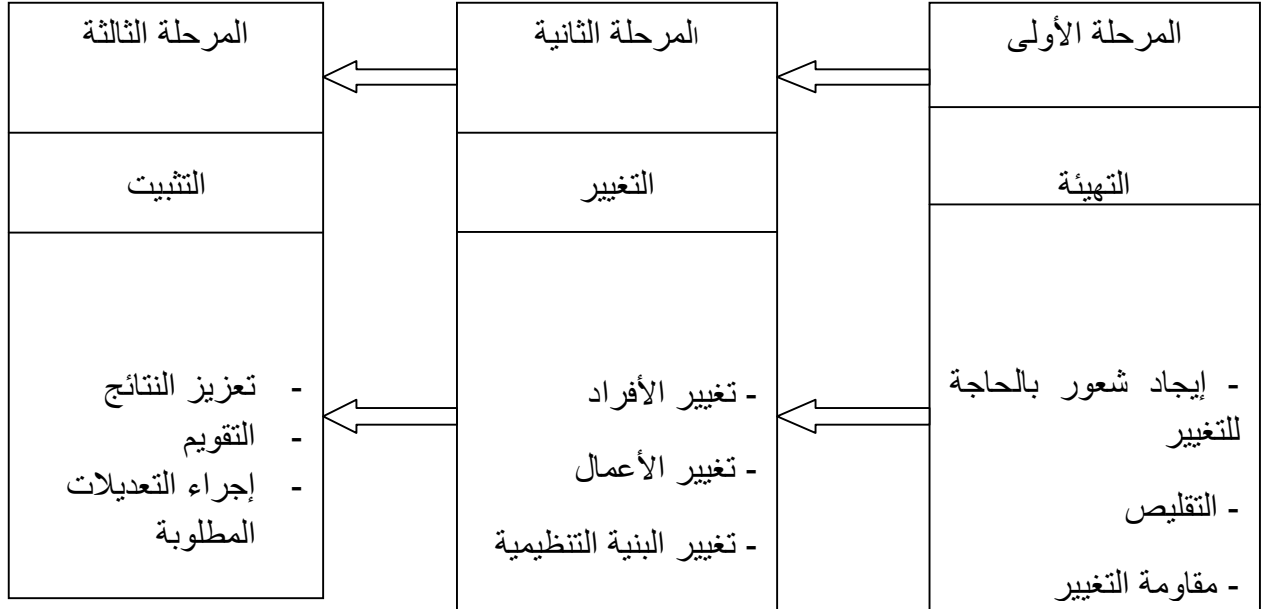 المرحلة الأولى
التهيئة
- إيجاد شعور بالحاجة
للتغيير
- التقليص
- مقاومة التغيير
المرحلة الثانية
التغيير
- تغيير الأفراد
- تغيير الأعمال
- تغيير البنية التنظيمية
المرحلة الثالثة
التثبيت
- تعزيز النتائج
- التقويم
- إجراء التعديلات
المطلوبة